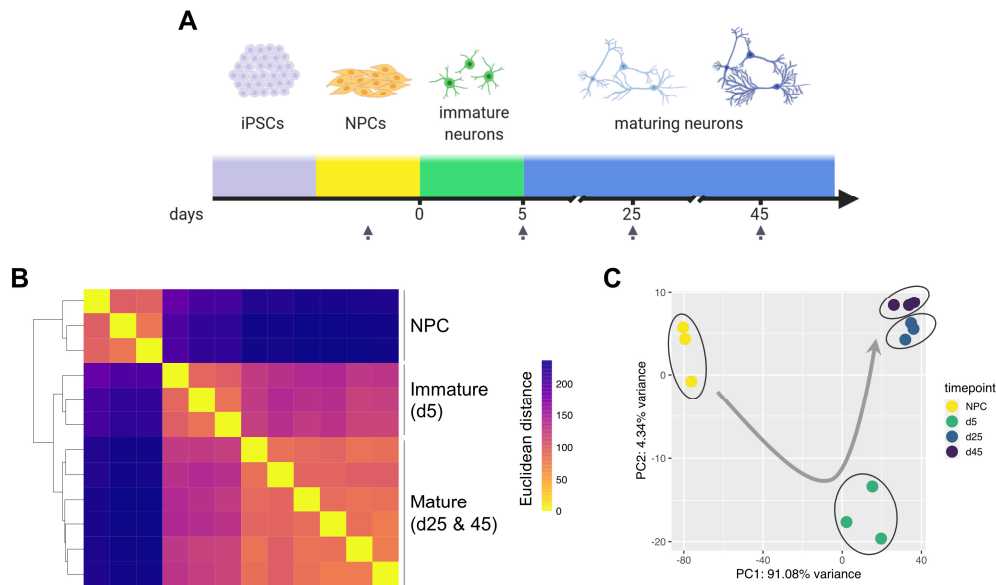 A
iPSCs
NPCs
immature
neurons
maturing neurons
days
0
5
25
45
B
NPC
Immature
(d5)
Mature
(d25 & 45)
Euclidean distance
200
150
100
50
0
C
10
0
-10
-20
PC2: 4.34% variance
-80
-40
0
40
PC1: 91.08% variance
timepoint
NPC
d5
d25
d45